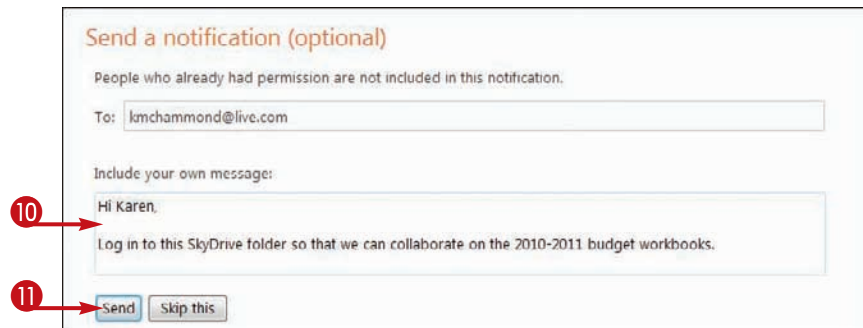 Send a notification (optional)
People who already had permission are not included in this notification.
To: kmchammond@live.com
Include your own message:
10
Hi Karen,
Log in to this SkyDrive folder so that we can collaborate on the 2010-2011 budget workbooks.
11
Send Skip this